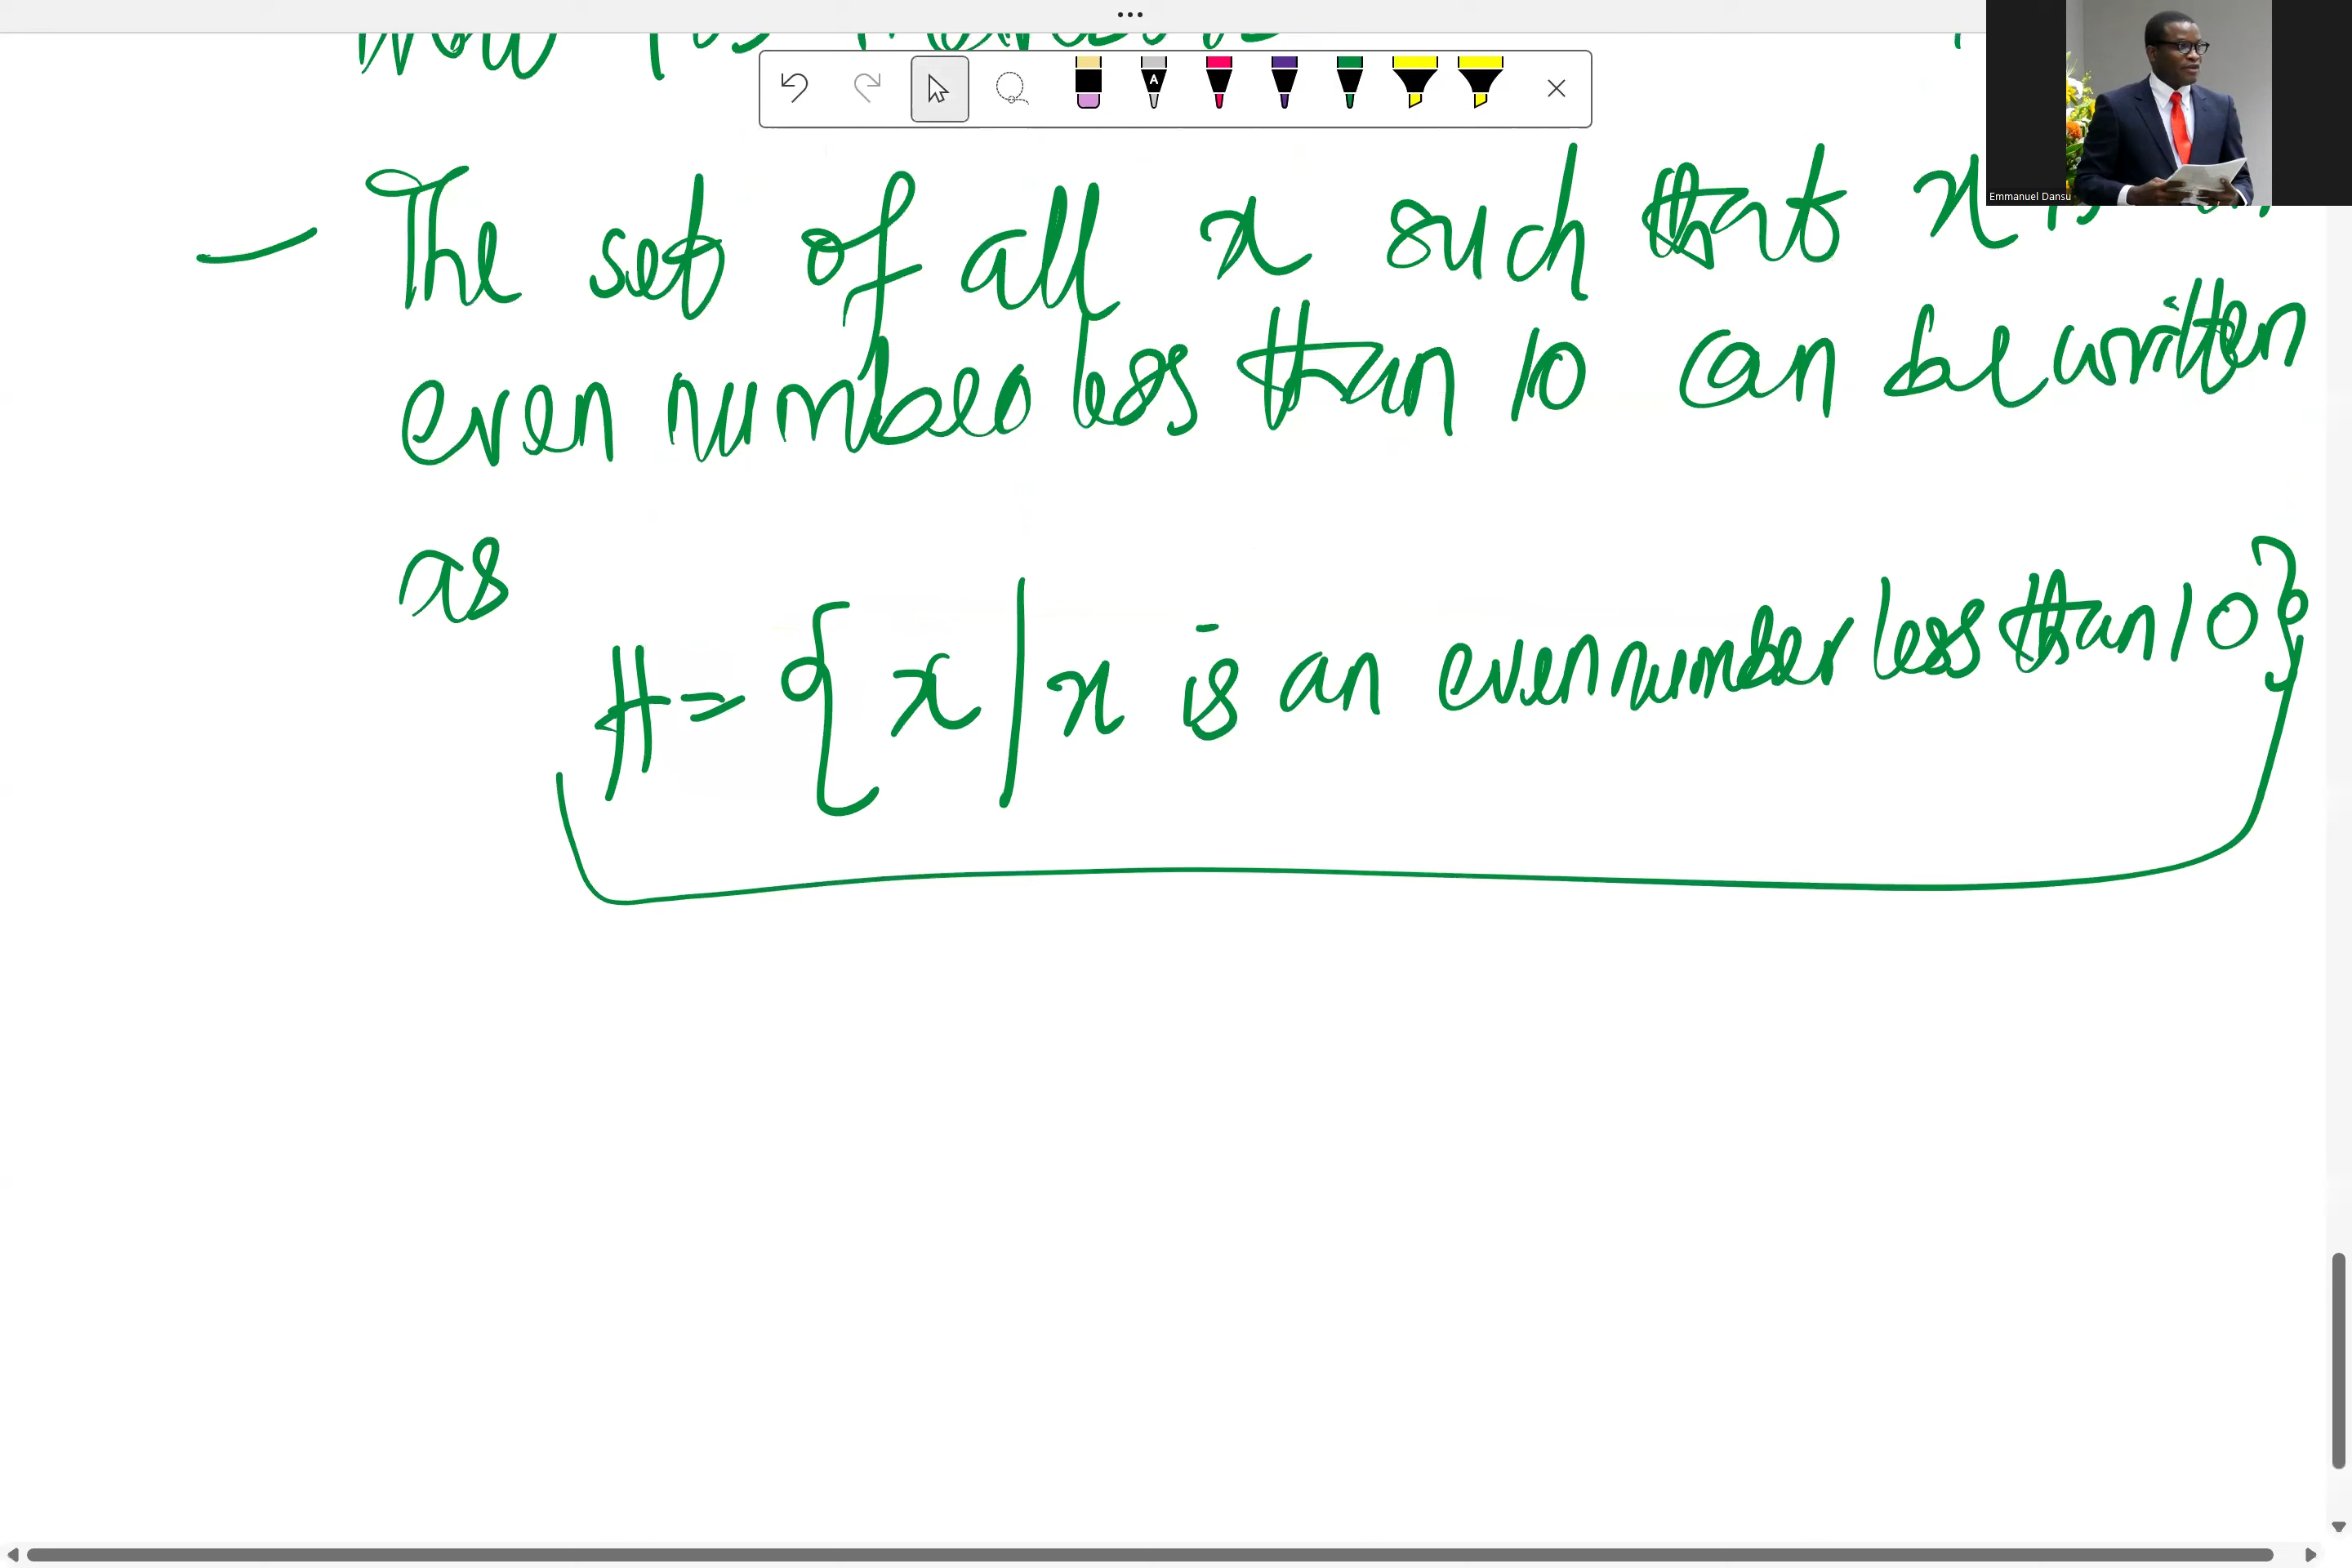 Emmanuel Dansu
— The set of all x such that x
even number less than 10 can be written
as
H = { x | x is an even number less than 10 }